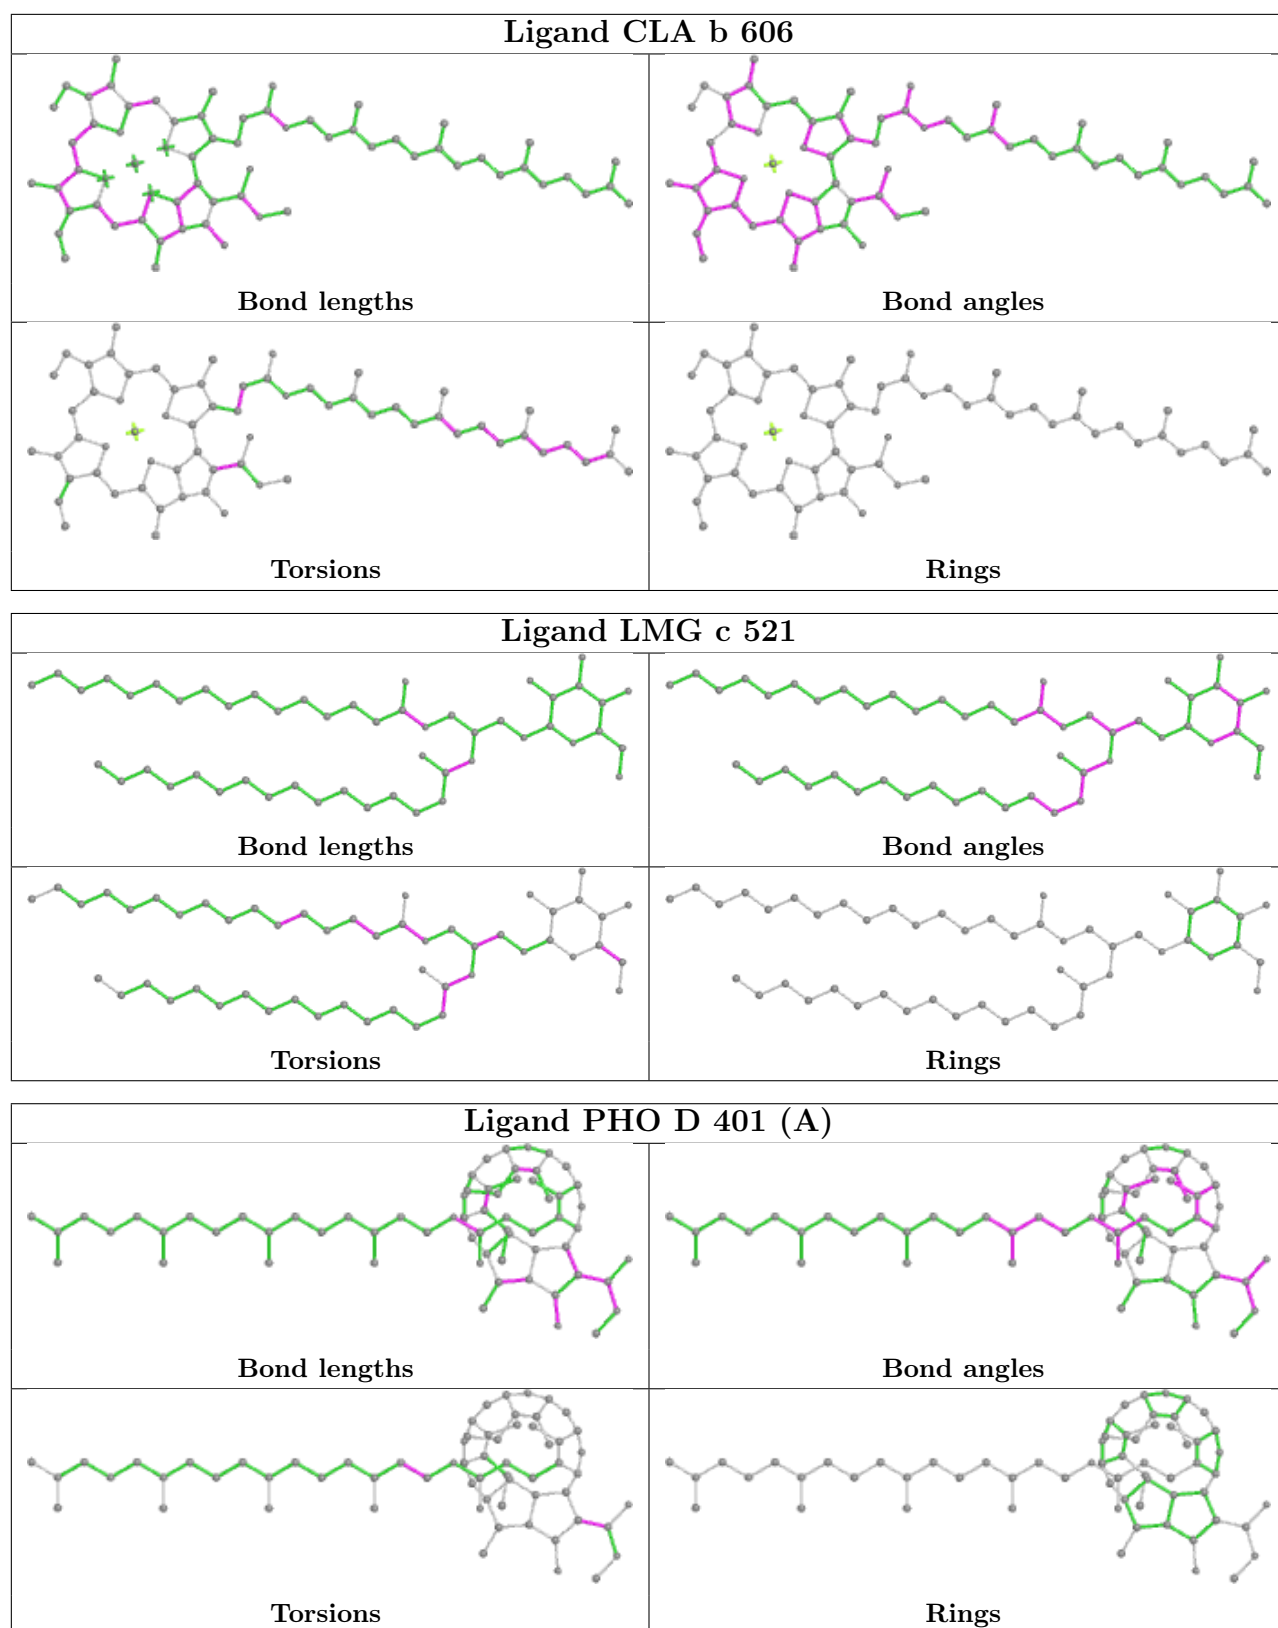 Ligand CLA b 606
Bond lengths
Bond angles
Torsions
Rings
Ligand LMG c 521
Bond lengths
Bond angles
Torsions
Rings
Ligand PHO D 401 (A)
Bond lengths
Bond angles
Torsions
Rings